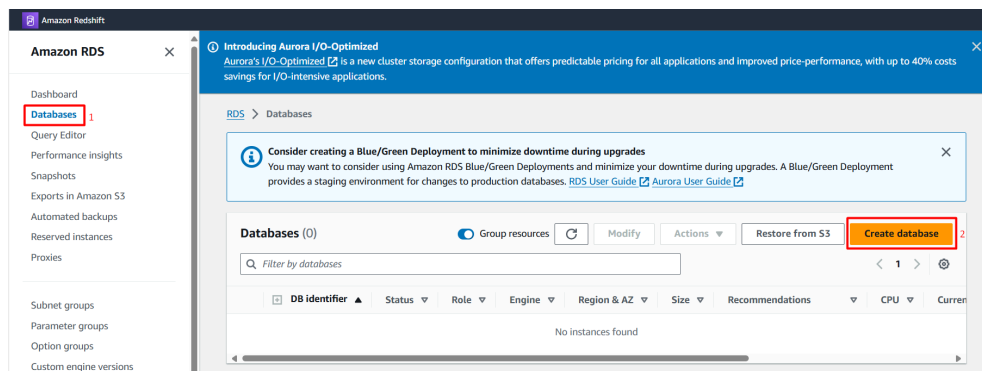 Amazon Redshift
Amazon RDS
Dashboard
Databases 1
Query Editor
Performance insights
Snapshots
Exports in Amazon S3
Automated backups
Reserved instances
Proxies
Subnet groups
Parameter groups
Option groups
Custom engine versions
Introducing Aurora I/O-Optimized
Aurora's I/O-Optimized is a new cluster storage configuration that offers predictable pricing for all applications and improved price-performance, with up to 40% costs
savings for I/O-intensive applications.
RDS > Databases
Consider creating a Blue/Green Deployment to minimize downtime during upgrades
You may want to consider using Amazon RDS Blue/Green Deployments and minimize your downtime during upgrades. A Blue/Green Deployment
provides a staging environment for changes to production databases. RDS User Guide Aurora User Guide
Databases (0) Group resources Modify Actions Restore from S3 Create database 2
Filter by databases < 1 >
DB identifier Status Role Engine Region & AZ Size Recommendations CPU Curren
No instances found